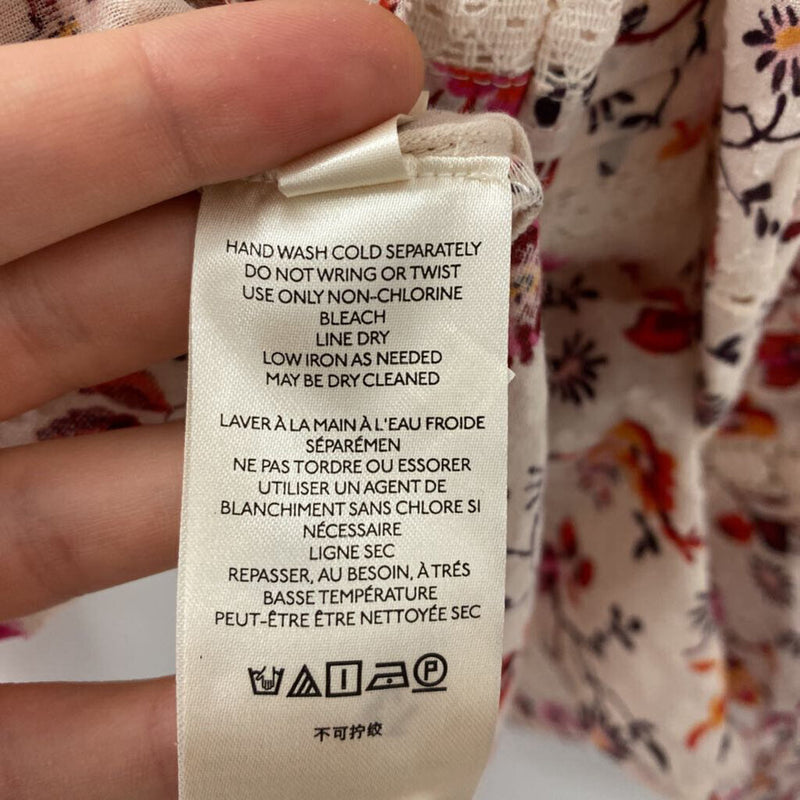 HAND WASH COLD SEPARATELY
DO NOT WRING OR TWIST
USE ONLY NON-CHLORINE
BLEACH
LINE DRY
LOW IRON AS NEEDED
MAY BE DRY CLEANED
LAVER À LA MAIN À L'EAU FROIDE
SÉPARÉMEN
NE PAS TORDRE OU ESSORER
UTILISER UN AGENT DE
BLANCHIMENT SANS CHLORE SI
NÉCESSAIRE
LIGNE SEC
REPASSER, AU BESOIN, À TRÉS
BASSE TEMPÉRATURE
PEUT-ÊTRE ÊTRE NETTOYÉE SEC
P
不可拧绞